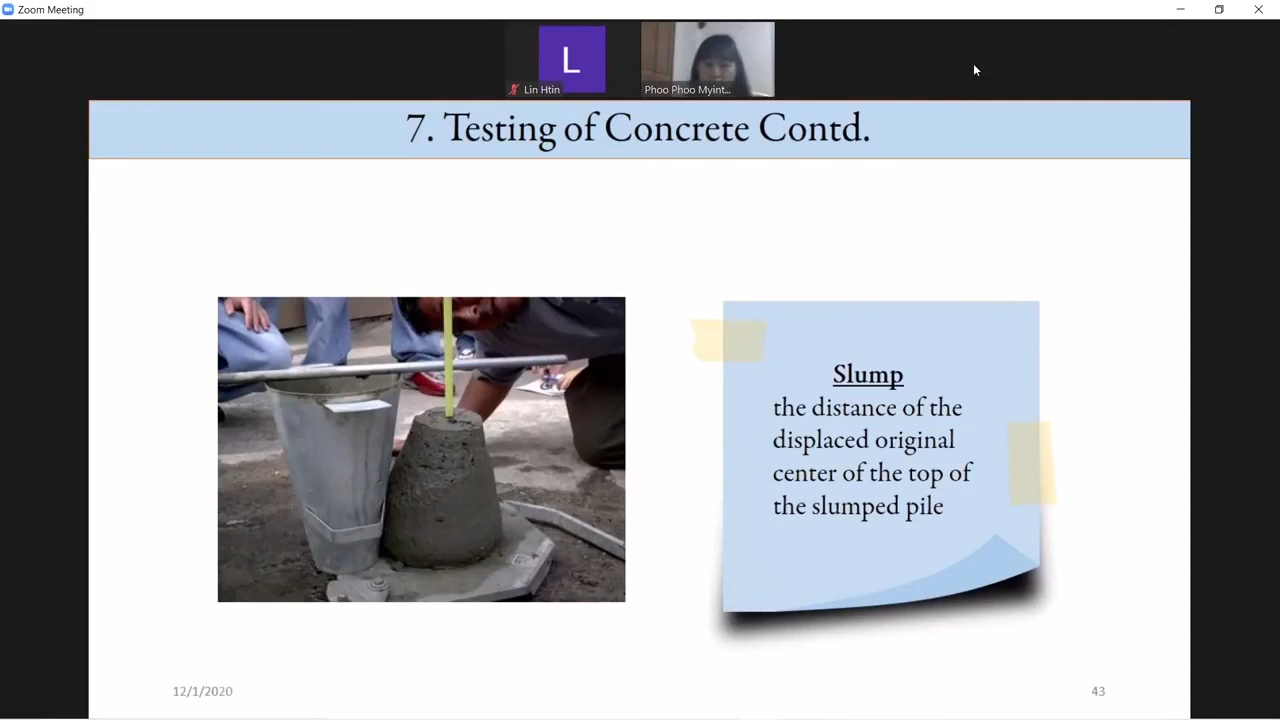 Zoom Meeting
L
Lin Htin
Phoo Phoo Myint...
7. Testing of Concrete Contd.
Slump
the distance of the
displaced original
center of the top of
the slumped pile
12/1/2020
43